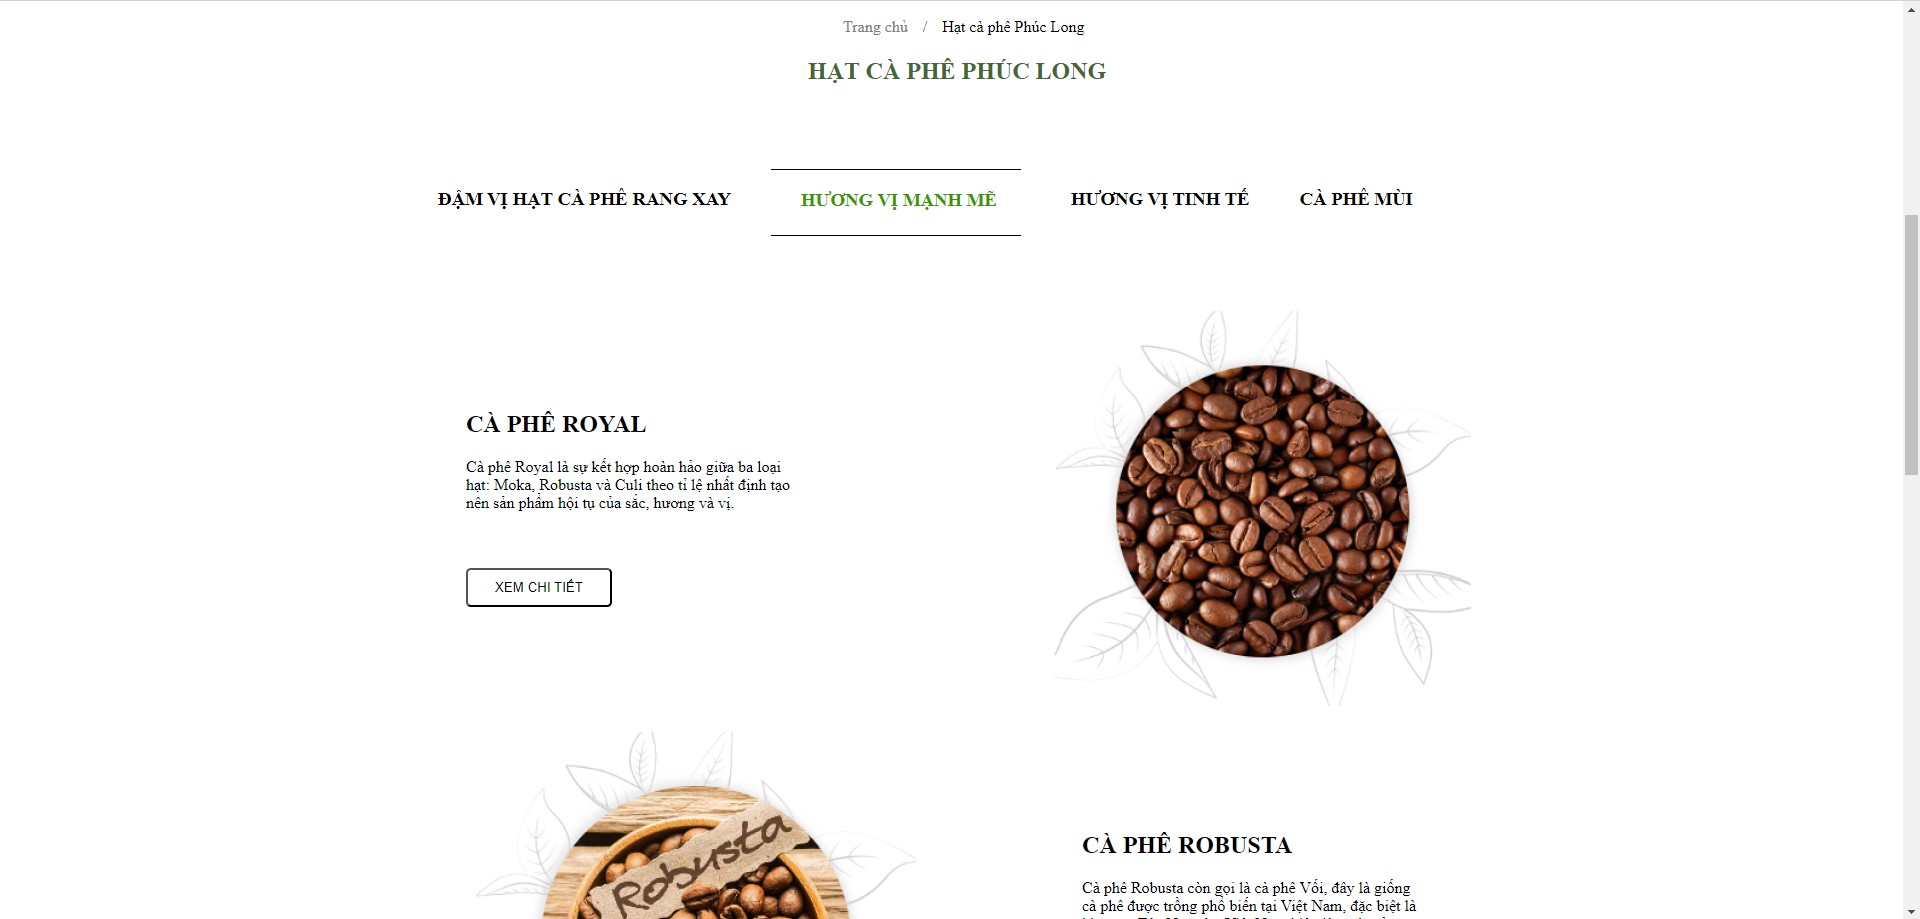 Trang chủ / Hạt cà phê Phúc Long
HẠT CÀ PHÊ PHÚC LONG
ĐẬM VỊ HẠT CÀ PHÊ RANG XAY
HƯƠNG VỊ MẠNH MẼ
HƯƠNG VỊ TINH TẾ
CÀ PHÊ MÙI
CÀ PHÊ ROYAL
Cà phê Royal là sự kết hợp hoàn hảo giữa ba loại
hạt: Moka, Robusta và Culi theo tỉ lệ nhất định tạo
nên sản phẩm hội tụ của sắc, hương và vị.
XEM CHI TIẾT
Robusta
CÀ PHÊ ROBUSTA
Cà phê Robusta còn gọi là cà phê Vối, đây là giống
cà phê được trồng phổ biến tại Việt Nam, đặc biệt là